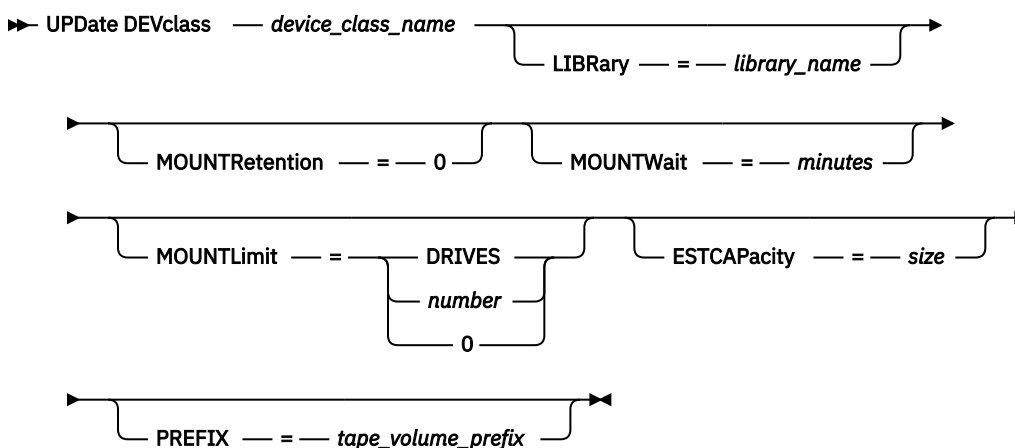 UPDate DEVclass — device_class_name
LIBRary — = — library_name
MOUNTRetention — = — 0
MOUNTWait — = — minutes
MOUNTLimit — = DRIVES
number
0
ESTCAPacity — = — size
PREFIX — = — tape_volume_prefix